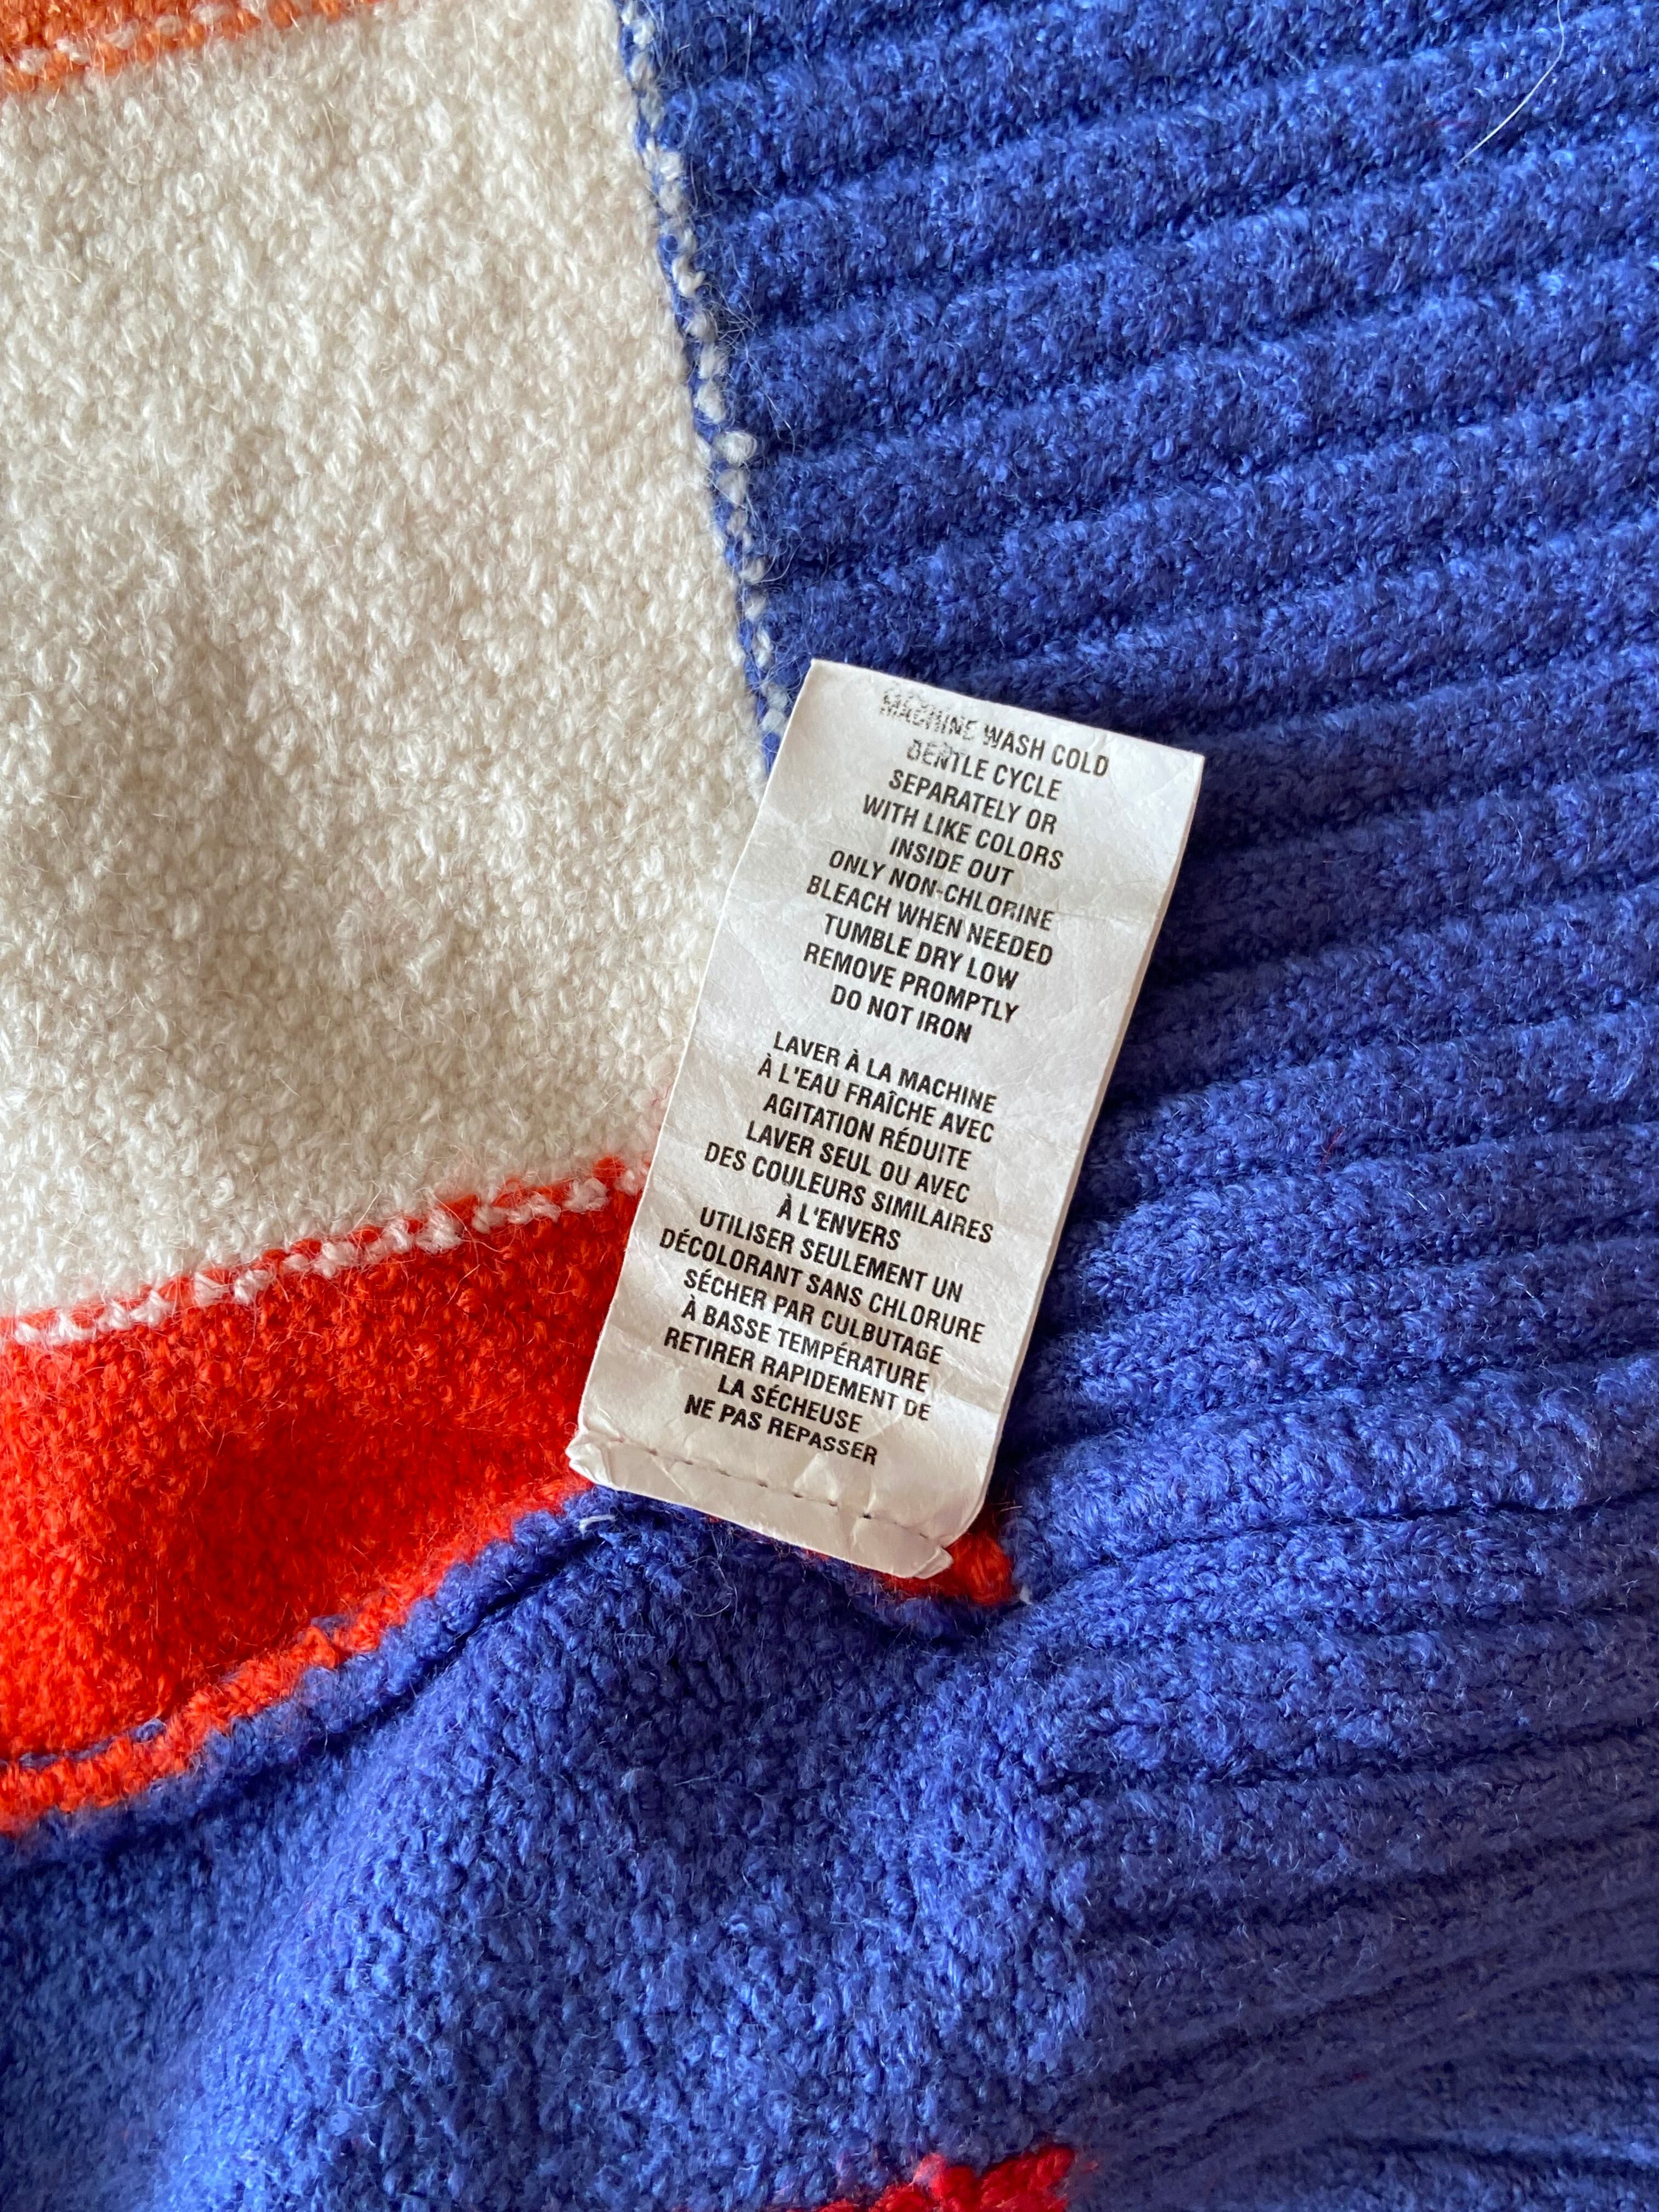 MACHINE WASH COLD
GENTLE CYCLE
SEPARATELY OR
WITH LIKE COLORS
INSIDE OUT
ONLY NON-CHLORINE
BLEACH WHEN NEEDED
TUMBLE DRY LOW
REMOVE PROMPTLY
DO NOT IRON
LAVER À LA MACHINE
À L'EAU FRAÎCHE AVEC
AGITATION RÉDUITE
LAVER SEUL OU AVEC
DES COULEURS SIMILAIRES
À L'ENVERS
UTILISER SEULEMENT UN
DÉCOLORANT SANS CHLORURE
SÉCHER PAR CULBUTAGE
À BASSE TEMPÉRATURE
RETIRER RAPIDEMENT DE
LA SÉCHEUSE
NE PAS REPASSER